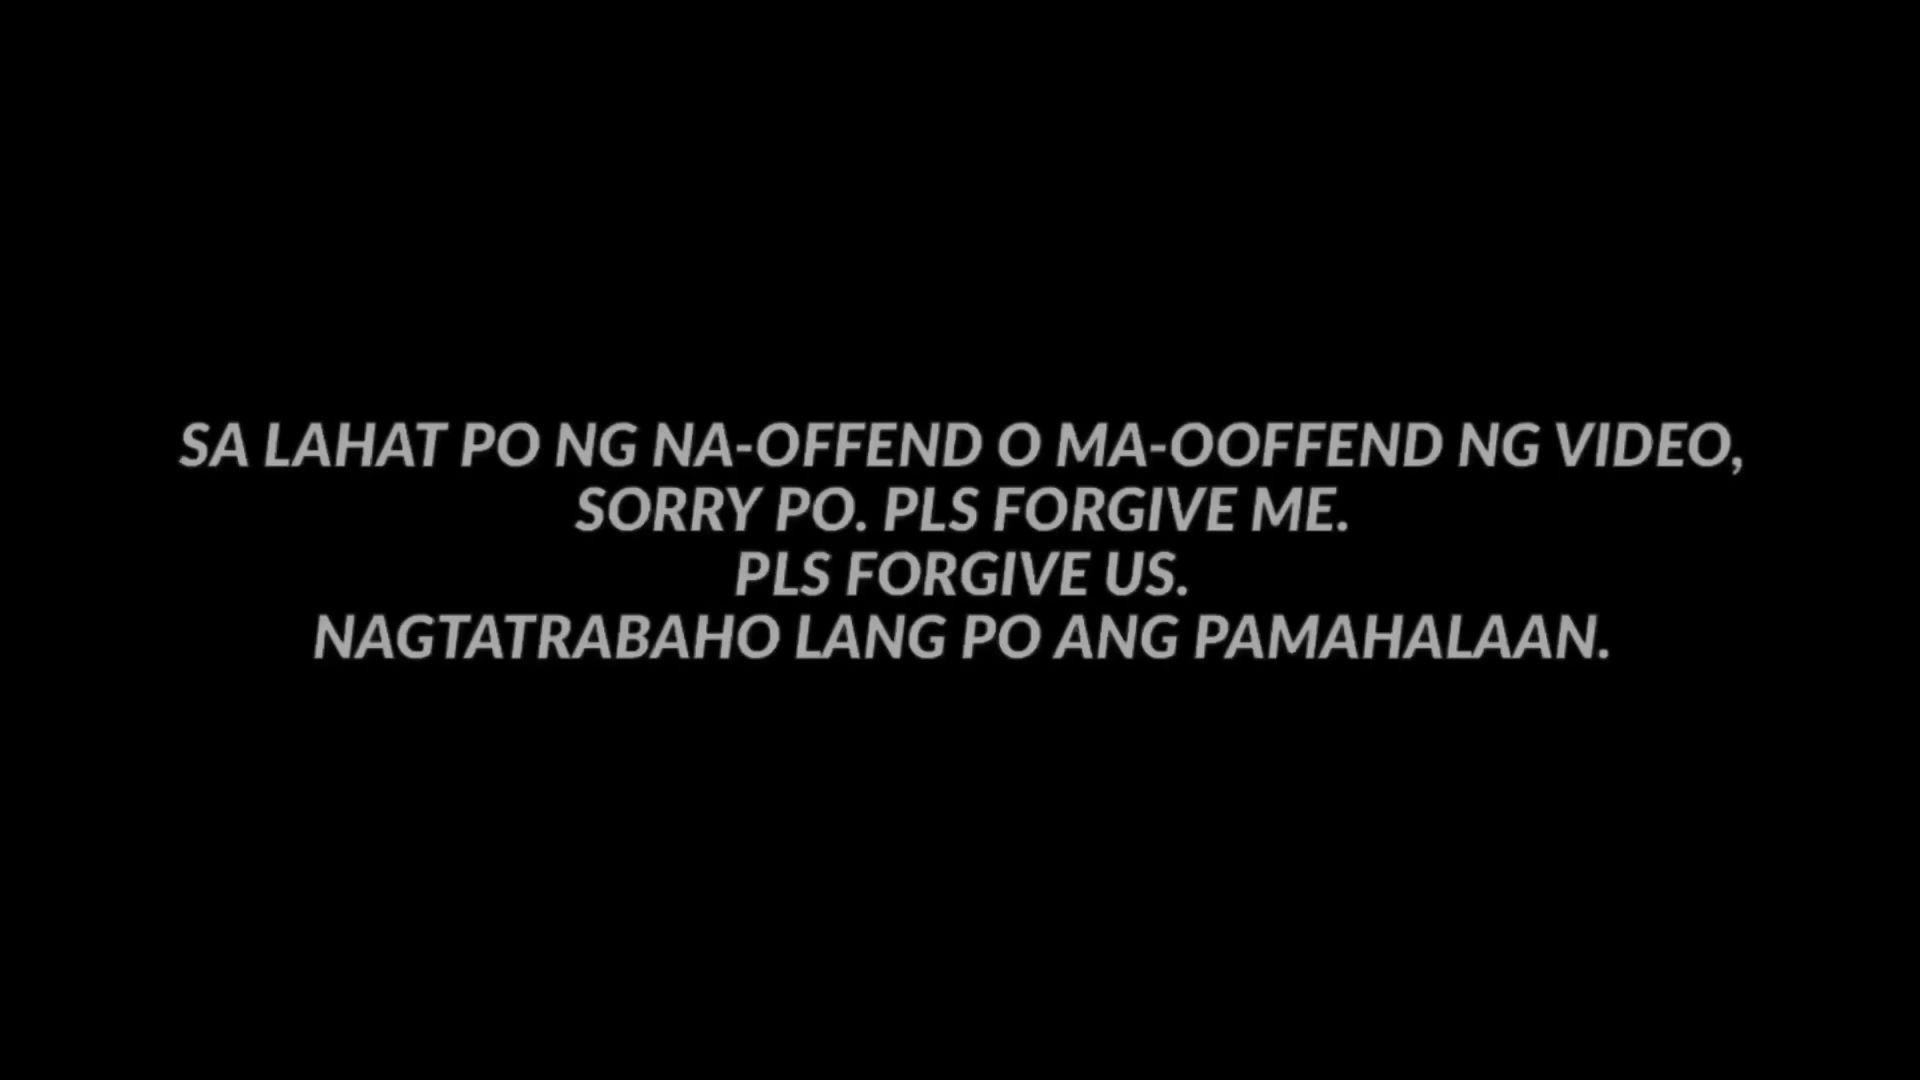 SA LAHAT PO NG NA-OFFEND O MA-OOFFEND NG VIDEO,
SORRY PO. PLS FORGIVE ME.
PLS FORGIVE US.
NAGTATRABAHO LANG PO ANG PAMAHALAAN.